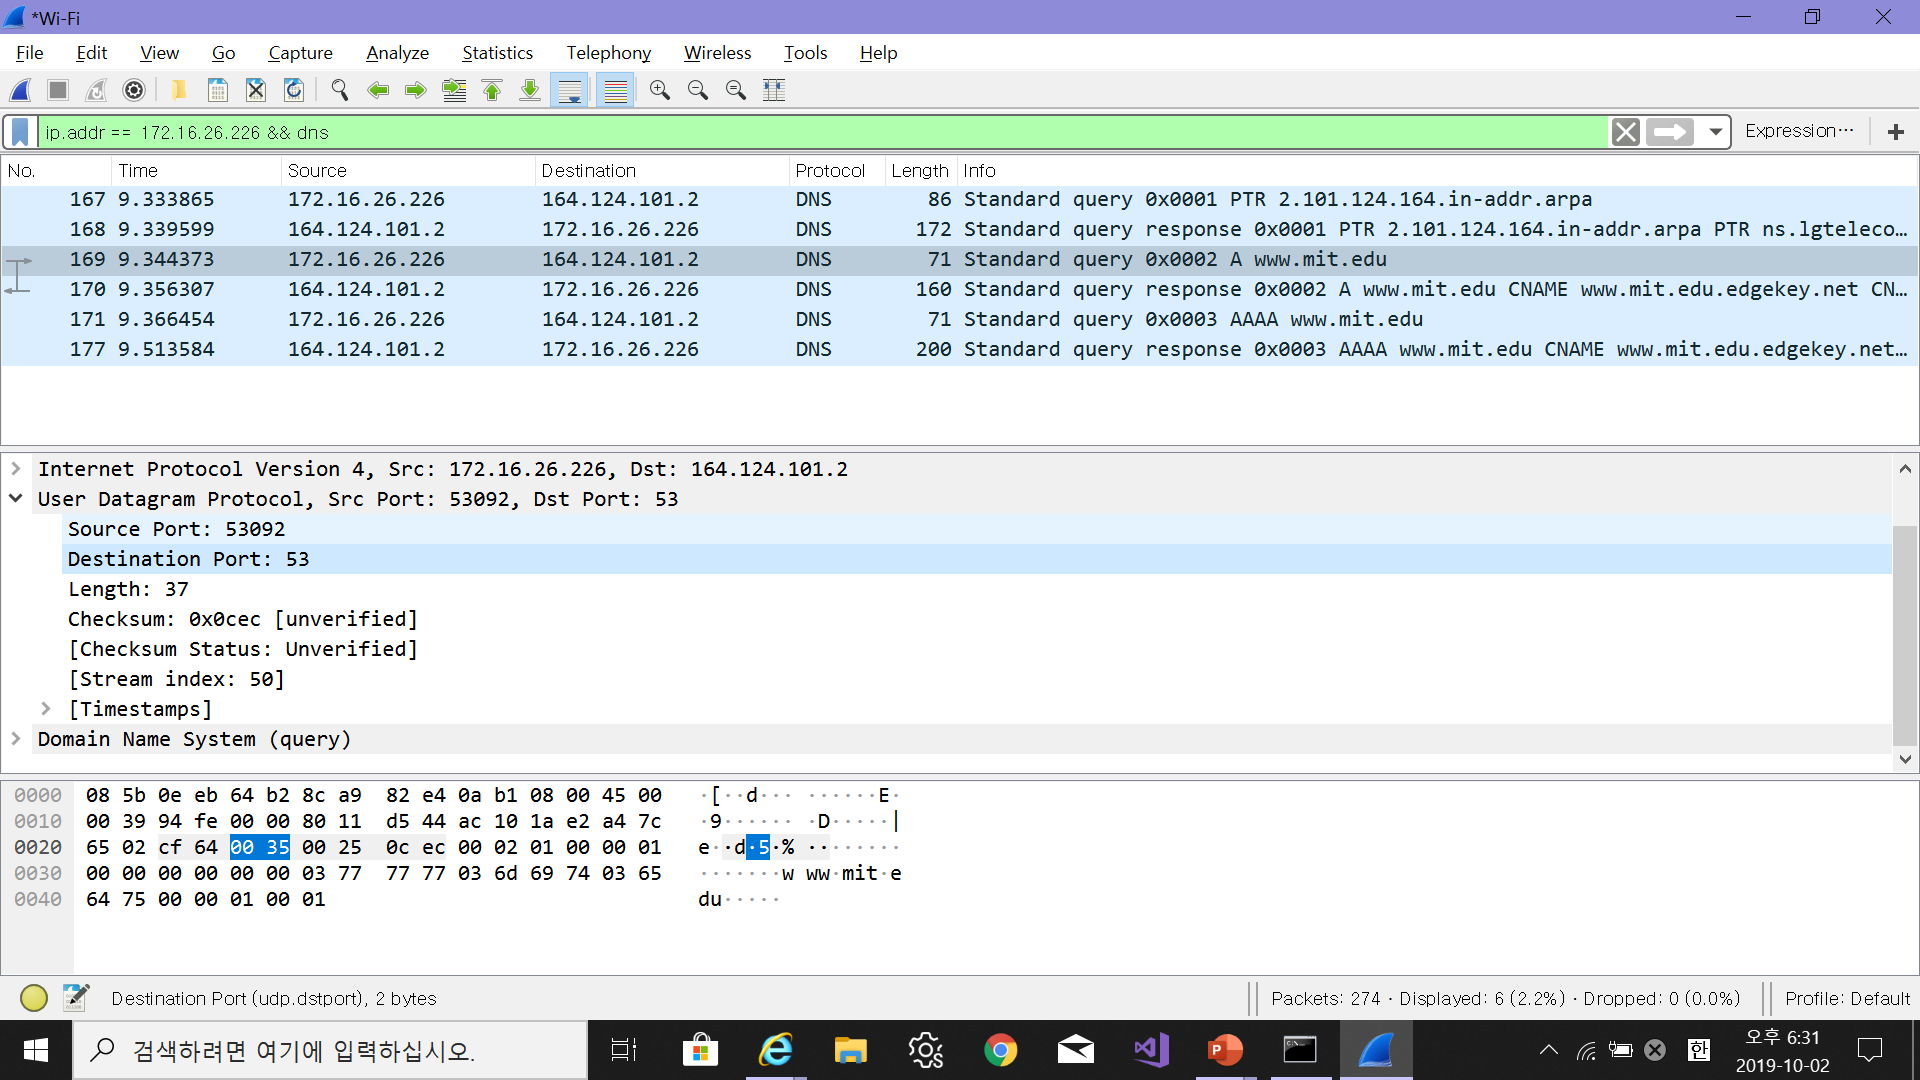 *Wi-Fi
File Edit View Go Capture Analyze Statistics Telephony Wireless Tools Help
ip.addr == 172.16.26.226 && dns Expression…
No. Time Source Destination Protocol Length Info
167 9.333865 172.16.26.226 164.124.101.2 DNS 86 Standard query 0x0001 PTR 2.101.124.164.in-addr.arpa
168 9.339599 164.124.101.2 172.16.26.226 DNS 172 Standard query response 0x0001 PTR 2.101.124.164.in-addr.arpa PTR ns.lgteleco…
169 9.344373 172.16.26.226 164.124.101.2 DNS 71 Standard query 0x0002 A www.mit.edu
170 9.356307 164.124.101.2 172.16.26.226 DNS 160 Standard query response 0x0002 A www.mit.edu CNAME www.mit.edu.edgekey.net CN…
171 9.366454 172.16.26.226 164.124.101.2 DNS 71 Standard query 0x0003 AAAA www.mit.edu
177 9.513584 164.124.101.2 172.16.26.226 DNS 200 Standard query response 0x0003 AAAA www.mit.edu CNAME www.mit.edu.edgekey.net…
Internet Protocol Version 4, Src: 172.16.26.226, Dst: 164.124.101.2
User Datagram Protocol, Src Port: 53092, Dst Port: 53
Source Port: 53092
Destination Port: 53
Length: 37
Checksum: 0x0cec [unverified]
[Checksum Status: Unverified]
[Stream index: 50]
[Timestamps]
Domain Name System (query)
0000 08 5b 0e eb 64 b2 8c a9 82 e4 0a b1 08 00 45 00 ·[··d··· ······E·
0010 00 39 94 fe 00 00 80 11 d5 44 ac 10 1a e2 a4 7c ·9······ ·D·····|
0020 65 02 cf 64 00 35 00 25 0c ec 00 02 01 00 00 01 e··d·5·% ········
0030 00 00 00 00 00 00 03 77 77 77 03 6d 69 74 03 65 ·······w ww·mit·e
0040 64 75 00 00 01 00 01 du·····
Destination Port (udp.dstport), 2 bytes Packets: 274 · Displayed: 6 (2.2%) · Dropped: 0 (0.0%) Profile: Default
검색하려면 여기에 입력하십시오. 한 오후 6:31
2019-10-02